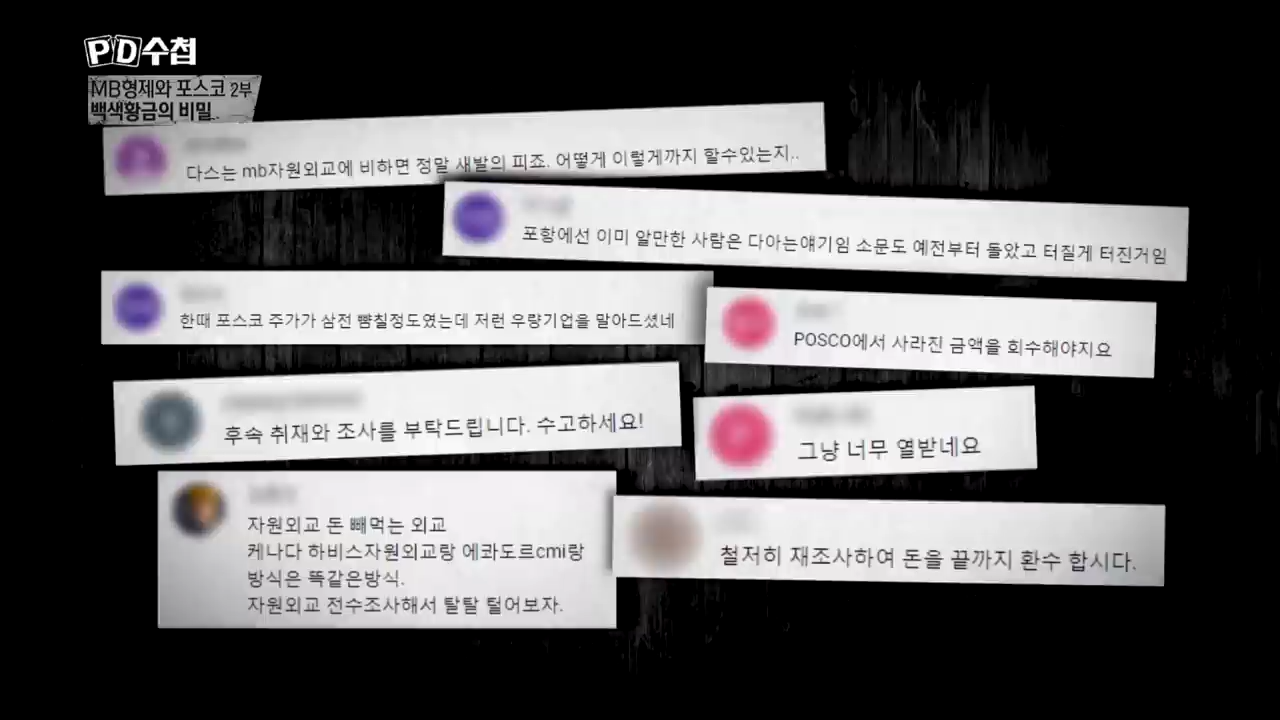 PD수첩
MB형제와 포스코 2부
백색황금의 비밀
다스는 mb자원외교에 비하면 정말 새발의 피죠. 어떻게 이렇게까지 할수있는지..
포항에선 이미 알만한 사람은 다아는얘기임 소문도 예전부터 돌았고 터질게 터진거임
한때 포스코 주가가 삼전 뺨칠정도였는데 저런 우량기업을 말아드셨네
POSCO에서 사라진 금액을 회수해야지요
후속 취재와 조사를 부탁드립니다. 수고하세요!
그냥 너무 열받네요
자원외교 돈 빼먹는 외교
케나다 하비스자원외교랑 에콰도르cmi랑
방식은 똑같은방식.
자원외교 전수조사해서 탈탈 털어보자.
철저히 재조사하여 돈을 끝까지 환수 합시다.